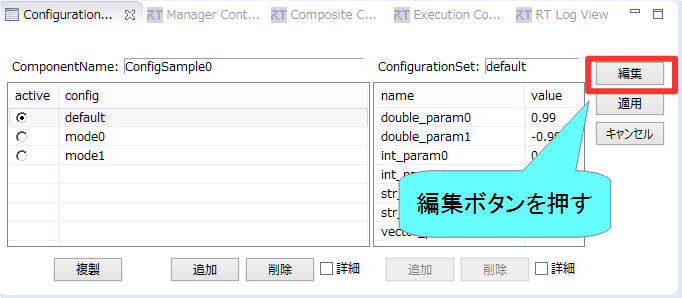 Configuration...
RT Manager Cont...
RT Composite C...
RT Execution Co...
RT RT Log View
ComponentName: ConfigSample0
ConfigurationSet: default
編集
active config
default
mode0
mode1
name value
double_param0 0.99
double_param1
int_param0
適用
キャンセル
編集ボタンを押す
複製
追加
削除
詳細
追加
削除
詳細